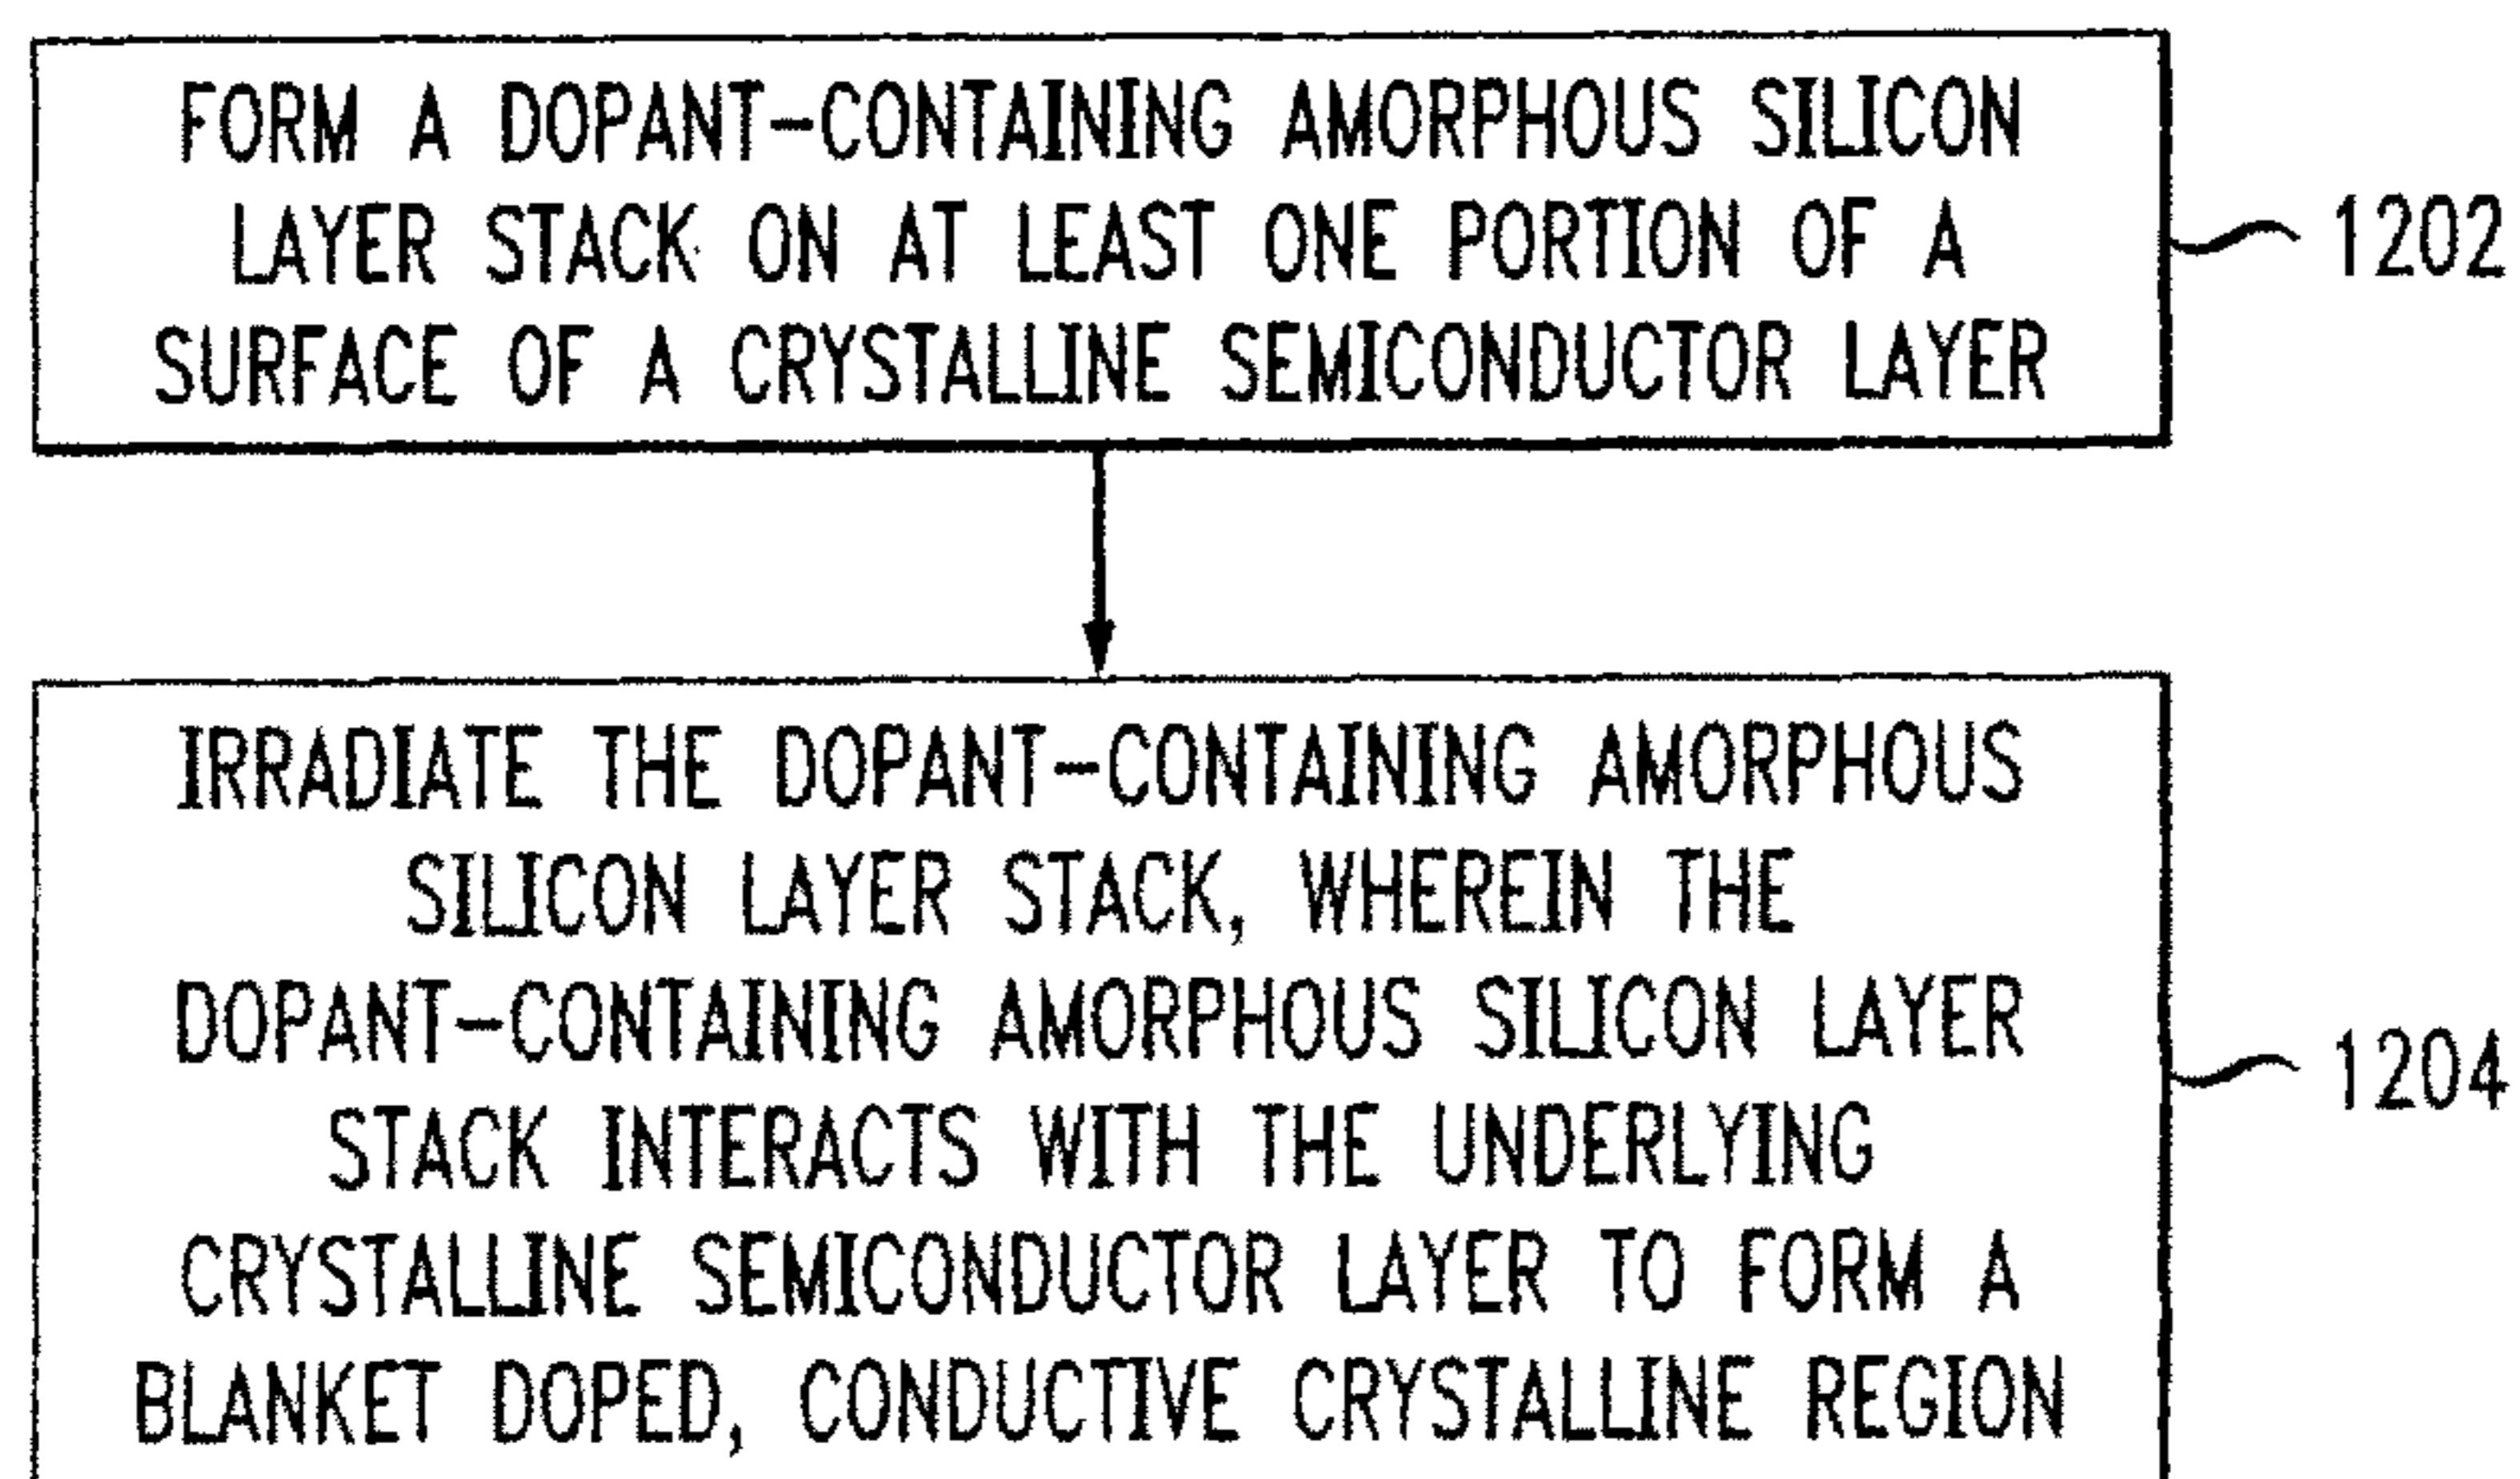 FORM A DOPANT-CONTAINING AMORPHOUS SILICON
LAYER STACK ON AT LEAST ONE PORTION OF A
SURFACE OF A CRYSTALLINE SEMICONDUCTOR LAYER
1202
IRRADIATE THE DOPANT-CONTAINING AMORPHOUS
SILICON LAYER STACK, WHEREIN THE
DOPANT-CONTAINING AMORPHOUS SILICON LAYER
STACK INTERACTS WITH THE UNDERLYING
CRYSTALLINE SEMICONDUCTOR LAYER TO FORM A
BLANKET DOPED, CONDUCTIVE CRYSTALLINE REGION
1204